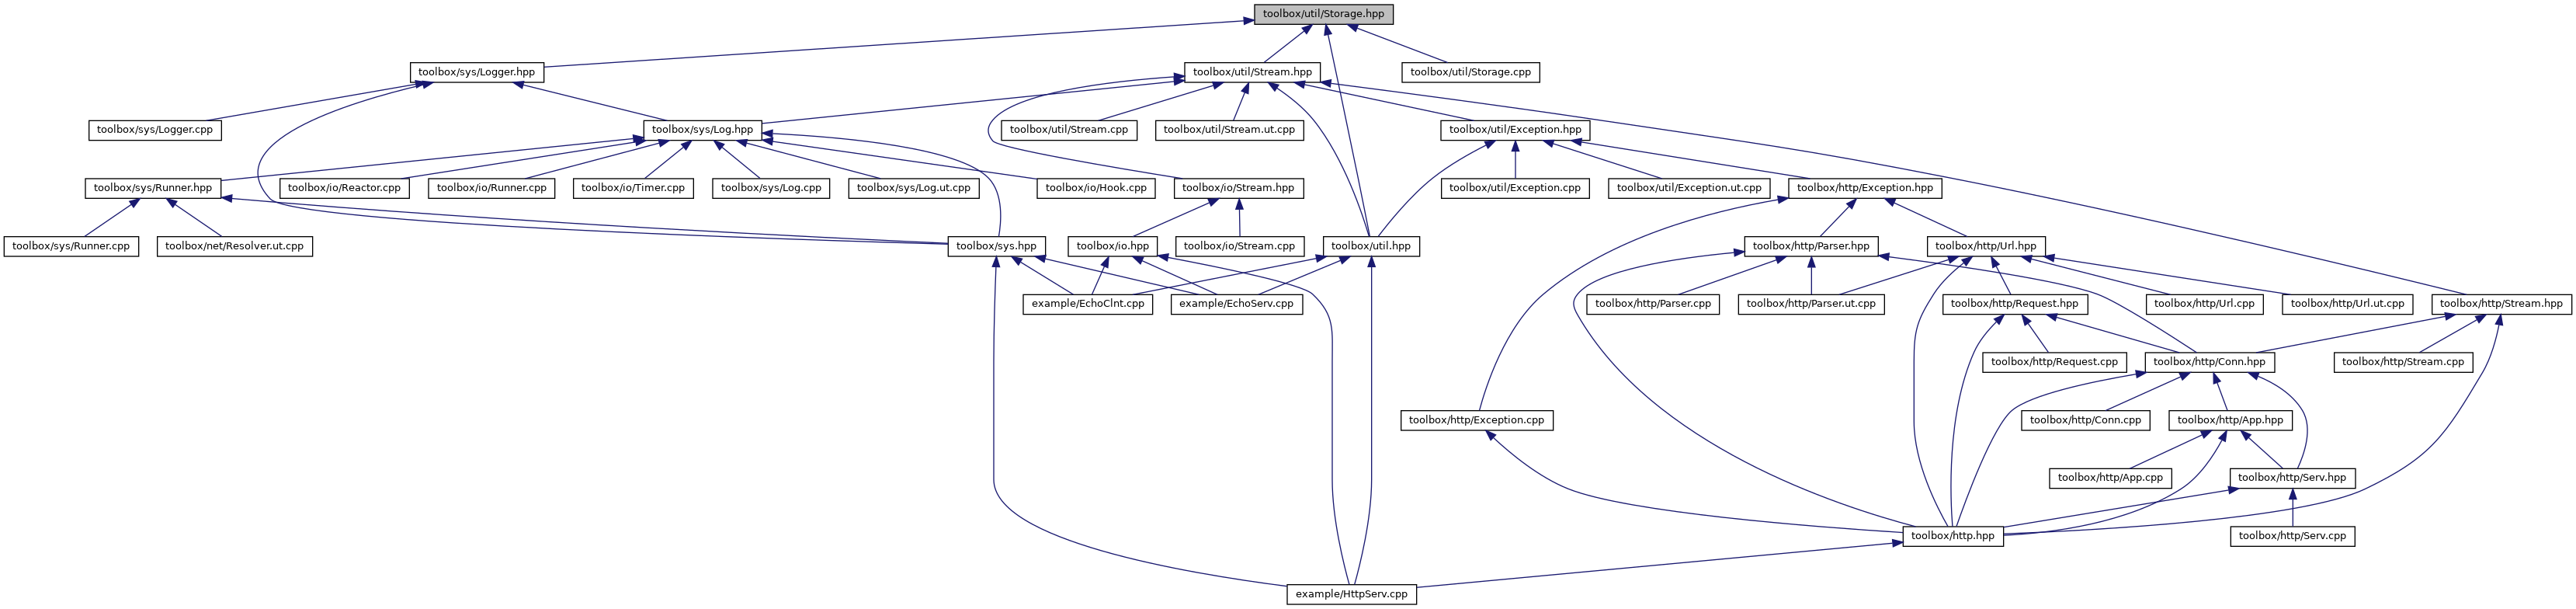 toolbox/util/Storage.hpp
toolbox/sys/Logger.hpp
toolbox/util/Stream.hpp
toolbox/util/Storage.cpp
toolbox/sys/Logger.cpp
toolbox/sys/Log.hpp
toolbox/util/Stream.cpp
toolbox/util/Stream.ut.cpp
toolbox/util/Exception.hpp
toolbox/sys/Runner.hpp
toolbox/io/Reactor.cpp
toolbox/io/Runner.cpp
toolbox/io/Timer.cpp
toolbox/sys/Log.cpp
toolbox/sys/Log.ut.cpp
toolbox/io/Hook.cpp
toolbox/io/Stream.hpp
toolbox/util/Exception.cpp
toolbox/util/Exception.ut.cpp
toolbox/http/Exception.hpp
toolbox/sys/Runner.cpp
toolbox/net/Resolver.ut.cpp
toolbox/sys.hpp
toolbox/io.hpp
toolbox/io/Stream.cpp
toolbox/util.hpp
toolbox/http/Parser.hpp
toolbox/http/Url.hpp
example/EchoClnt.cpp
example/EchoServ.cpp
toolbox/http/Parser.cpp
toolbox/http/Parser.ut.cpp
toolbox/http/Request.hpp
toolbox/http/Url.cpp
toolbox/http/Url.ut.cpp
toolbox/http/Stream.hpp
toolbox/http/Request.cpp
toolbox/http/Conn.hpp
toolbox/http/Stream.cpp
toolbox/http/Exception.cpp
toolbox/http/Conn.cpp
toolbox/http/App.hpp
toolbox/http/App.cpp
toolbox/http/Serv.hpp
toolbox/http.hpp
toolbox/http/Serv.cpp
example/HttpServ.cpp